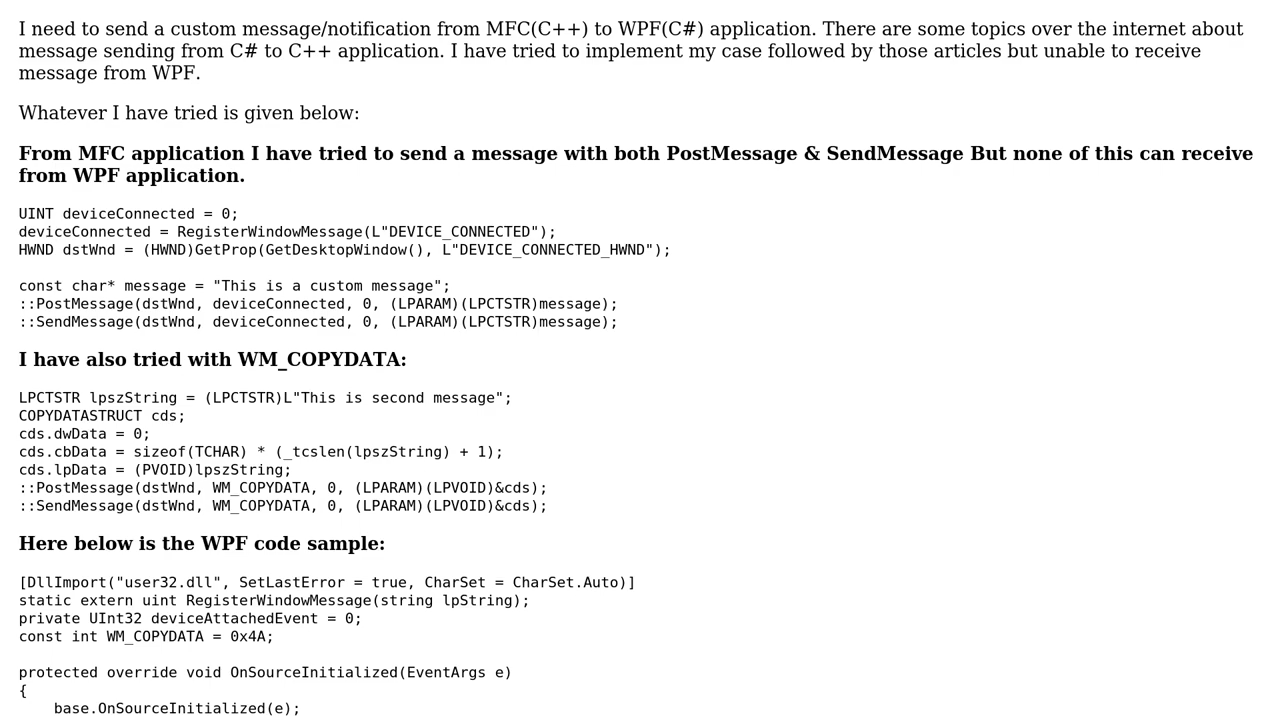 I need to send a custom message/notification from MFC(C++) to WPF(C#) application. There are some topics over the internet about
message sending from C# to C++ application. I have tried to implement my case followed by those articles but unable to receive
message from WPF.
Whatever I have tried is given below:
From MFC application I have tried to send a message with both PostMessage & SendMessage But none of this can receive
from WPF application.
UINT deviceConnected = 0;
deviceConnected = RegisterWindowMessage(L"DEVICE_CONNECTED");
HWND dstWnd = (HWND)GetProp(GetDesktopWindow(), L"DEVICE_CONNECTED_HWND");
const char* message = "This is a custom message";
::PostMessage(dstWnd, deviceConnected, 0, (LPARAM)(LPCTSTR)message);
::SendMessage(dstWnd, deviceConnected, 0, (LPARAM)(LPCTSTR)message);
I have also tried with WM_COPYDATA:
LPCTSTR lpszString = (LPCTSTR)L"This is second message";
COPYDATASTRUCT cds;
cds.dwData = 0;
cds.cbData = sizeof(TCHAR) * (_tcslen(lpszString) + 1);
cds.lpData = (PVOID)lpszString;
::PostMessage(dstWnd, WM_COPYDATA, 0, (LPARAM)(LPVOID)&cds);
::SendMessage(dstWnd, WM_COPYDATA, 0, (LPARAM)(LPVOID)&cds);
Here below is the WPF code sample:
[DllImport("user32.dll", SetLastError = true, CharSet = CharSet.Auto)]
static extern uint RegisterWindowMessage(string lpString);
private UInt32 deviceAttachedEvent = 0;
const int WM_COPYDATA = 0x4A;
protected override void OnSourceInitialized(EventArgs e)
{
    base.OnSourceInitialized(e);